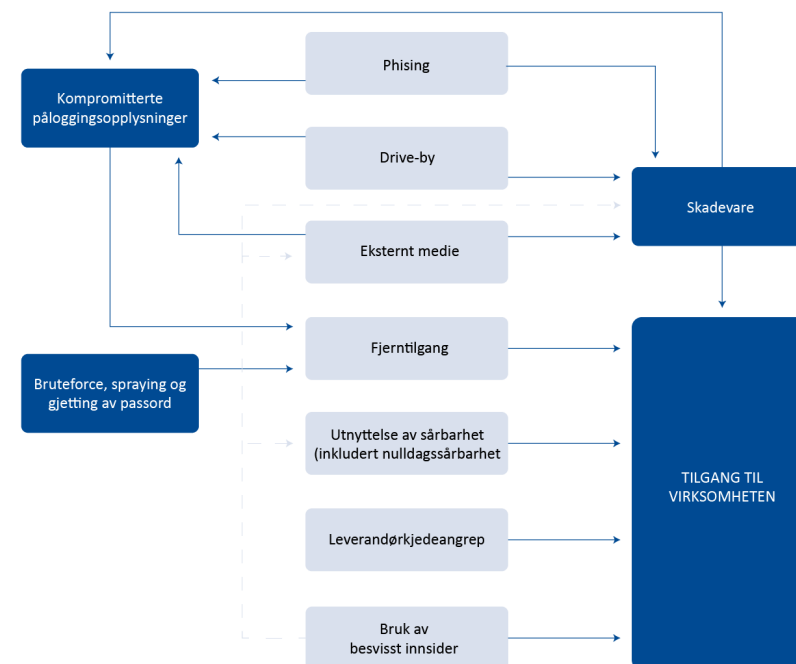 Phising
Kompromitterte
påloggingsopplysninger
Drive-by
Skadevare
Eksternt medie
Fjerntilgang
Bruteforce, spraying og
gjetting av passord
Utnyttelse av sårbarhet
(inkludert nulldagssårbarhet
TILGANG TIL
VIRKSOMHETEN
Leverandørkjedeangrep
Bruk av
besvisst innsider